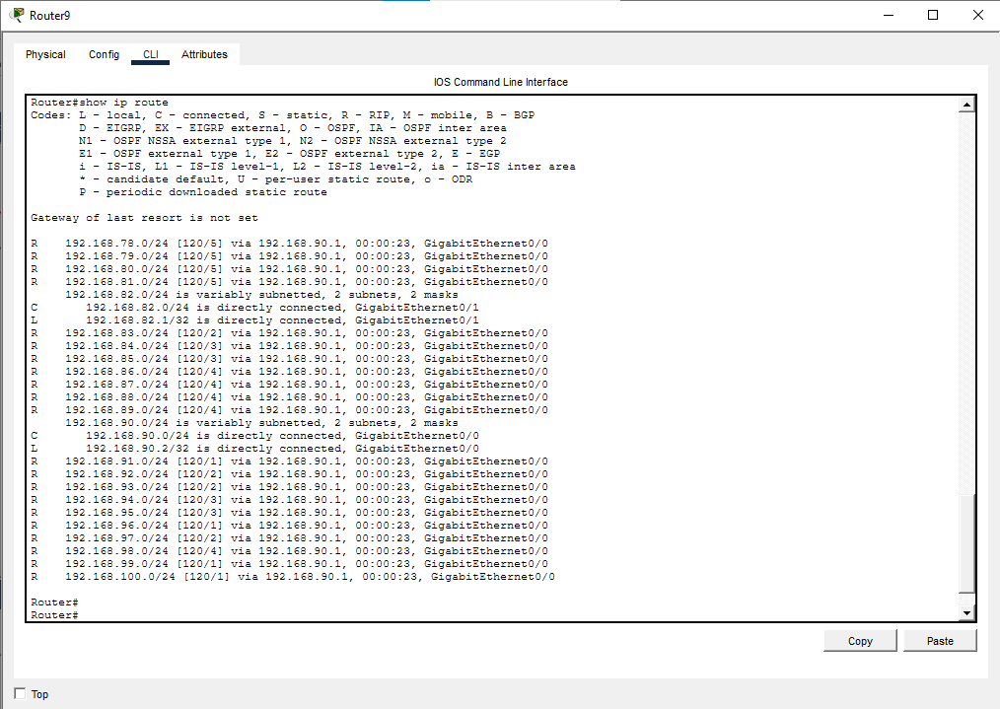 Router9
Physical Config CLI Attributes
IOS Command Line Interface
Router#show ip route
Codes: L - local, C - connected, S - static, R - RIP, M - mobile, B - BGP
D - EIGRP, EX - EIGRP external, O - OSPF, IA - OSPF inter area
N1 - OSPF NSSA external type 1, N2 - OSPF NSSA external type 2
E1 - OSPF external type 1, E2 - OSPF external type 2, E - EGP
i - IS-IS, L1 - IS-IS level-1, L2 - IS-IS level-2, ia - IS-IS inter area
* - candidate default, U - per-user static route, o - ODR
P - periodic downloaded static route
Gateway of last resort is not set
R 192.168.78.0/24 [120/5] via 192.168.90.1, 00:00:23, GigabitEthernet0/0
R 192.168.79.0/24 [120/5] via 192.168.90.1, 00:00:23, GigabitEthernet0/0
R 192.168.80.0/24 [120/5] via 192.168.90.1, 00:00:23, GigabitEthernet0/0
R 192.168.81.0/24 [120/5] via 192.168.90.1, 00:00:23, GigabitEthernet0/0
192.168.82.0/24 is variably subnetted, 2 subnets, 2 masks
C 192.168.82.0/24 is directly connected, GigabitEthernet0/1
L 192.168.82.1/32 is directly connected, GigabitEthernet0/1
R 192.168.83.0/24 [120/2] via 192.168.90.1, 00:00:23, GigabitEthernet0/0
R 192.168.84.0/24 [120/3] via 192.168.90.1, 00:00:23, GigabitEthernet0/0
R 192.168.85.0/24 [120/3] via 192.168.90.1, 00:00:23, GigabitEthernet0/0
R 192.168.86.0/24 [120/4] via 192.168.90.1, 00:00:23, GigabitEthernet0/0
R 192.168.87.0/24 [120/4] via 192.168.90.1, 00:00:23, GigabitEthernet0/0
R 192.168.88.0/24 [120/4] via 192.168.90.1, 00:00:23, GigabitEthernet0/0
R 192.168.89.0/24 [120/4] via 192.168.90.1, 00:00:23, GigabitEthernet0/0
192.168.90.0/24 is variably subnetted, 2 subnets, 2 masks
C 192.168.90.0/24 is directly connected, GigabitEthernet0/0
L 192.168.90.2/32 is directly connected, GigabitEthernet0/0
R 192.168.91.0/24 [120/1] via 192.168.90.1, 00:00:23, GigabitEthernet0/0
R 192.168.92.0/24 [120/2] via 192.168.90.1, 00:00:23, GigabitEthernet0/0
R 192.168.93.0/24 [120/2] via 192.168.90.1, 00:00:23, GigabitEthernet0/0
R 192.168.94.0/24 [120/3] via 192.168.90.1, 00:00:23, GigabitEthernet0/0
R 192.168.95.0/24 [120/3] via 192.168.90.1, 00:00:23, GigabitEthernet0/0
R 192.168.96.0/24 [120/1] via 192.168.90.1, 00:00:23, GigabitEthernet0/0
R 192.168.97.0/24 [120/2] via 192.168.90.1, 00:00:23, GigabitEthernet0/0
R 192.168.98.0/24 [120/4] via 192.168.90.1, 00:00:23, GigabitEthernet0/0
R 192.168.99.0/24 [120/1] via 192.168.90.1, 00:00:23, GigabitEthernet0/0
R 192.168.100.0/24 [120/1] via 192.168.90.1, 00:00:23, GigabitEthernet0/0
Router#
Router#
Copy Paste
Top